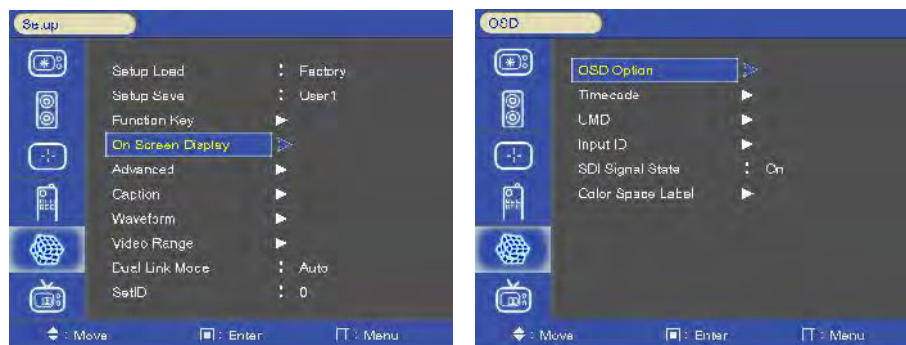 Setup
Setup Load : Factory
Setup Save : User1
Function Key
On Screen Display
Advanced
Caption
Waveform
Video Range
Dual Link Mode : Auto
SetID : 0
: Move : Enter : Menu
OSD
OSD Option
Timecode
UMD
Input ID
SDI Signal State : On
Color Space Label
: Move : Enter : Menu